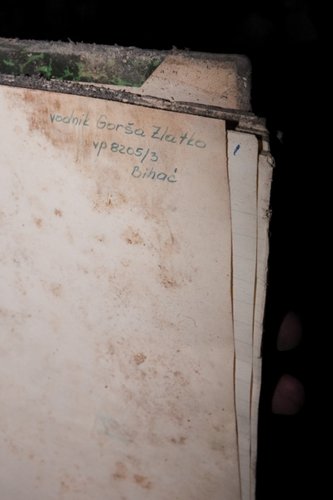 vodnik Gorša Zlatko
vp 8205/3
Bihać